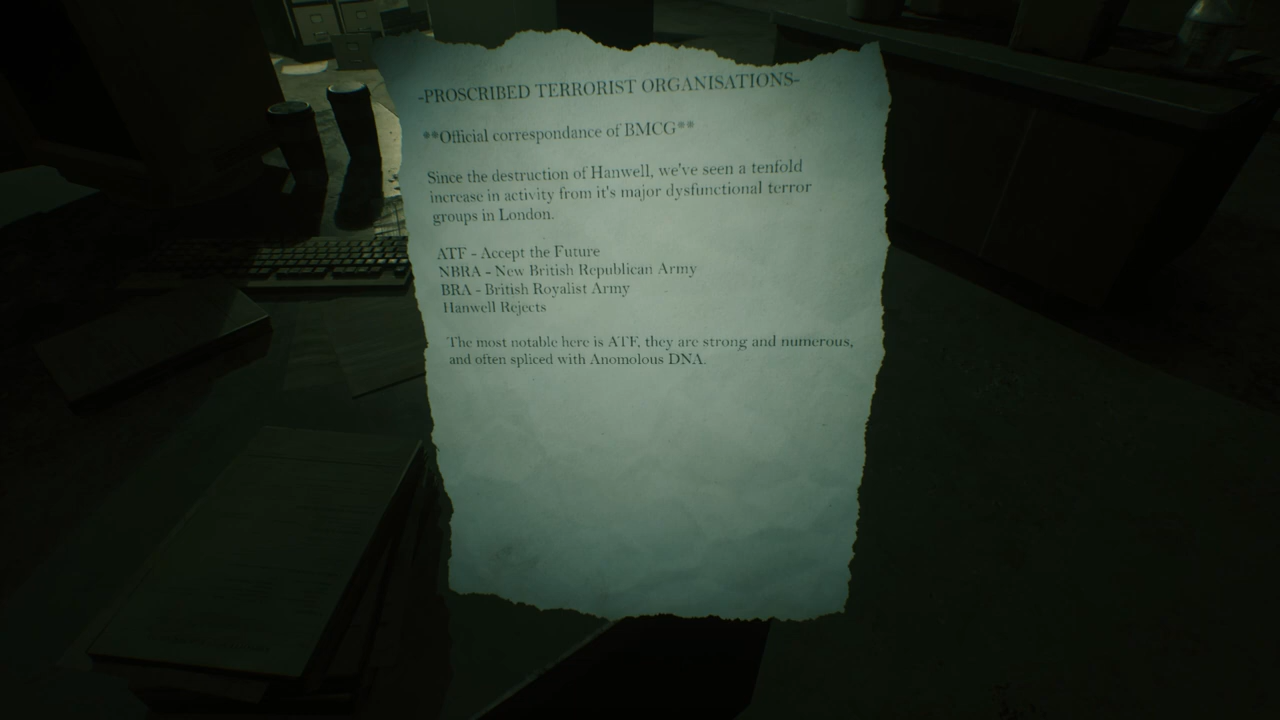 -PROSCRIBED TERRORIST ORGANISATIONS-
**Official correspondance of BMCG**
Since the destruction of Hanwell, we've seen a tenfold
increase in activity from it's major dysfunctional terror
groups in London.
ATF - Accept the Future
NBRA - New British Republican Army
BRA - British Royalist Army
Hanwell Rejects
The most notable here is ATF, they are strong and numerous,
and often spliced with Anomolous DNA.